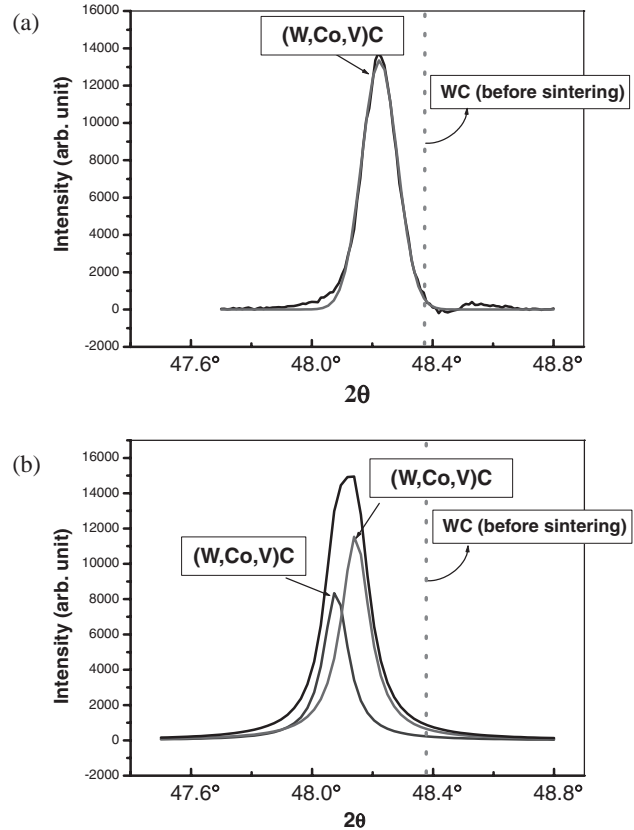 (a)
16000
14000
12000
10000
8000
6000
4000
2000
0
-2000
Intensity (arb. unit)
(W,Co,V)C
WC (before sintering)
47.6° 48.0° 48.4° 48.8°
2θ
(b)
16000
14000
12000
10000
8000
6000
4000
2000
0
-2000
Intensity (arb. unit)
(W,Co,V)C
(W,Co,V)C
WC (before sintering)
47.6° 48.0° 48.4° 48.8°
2θ